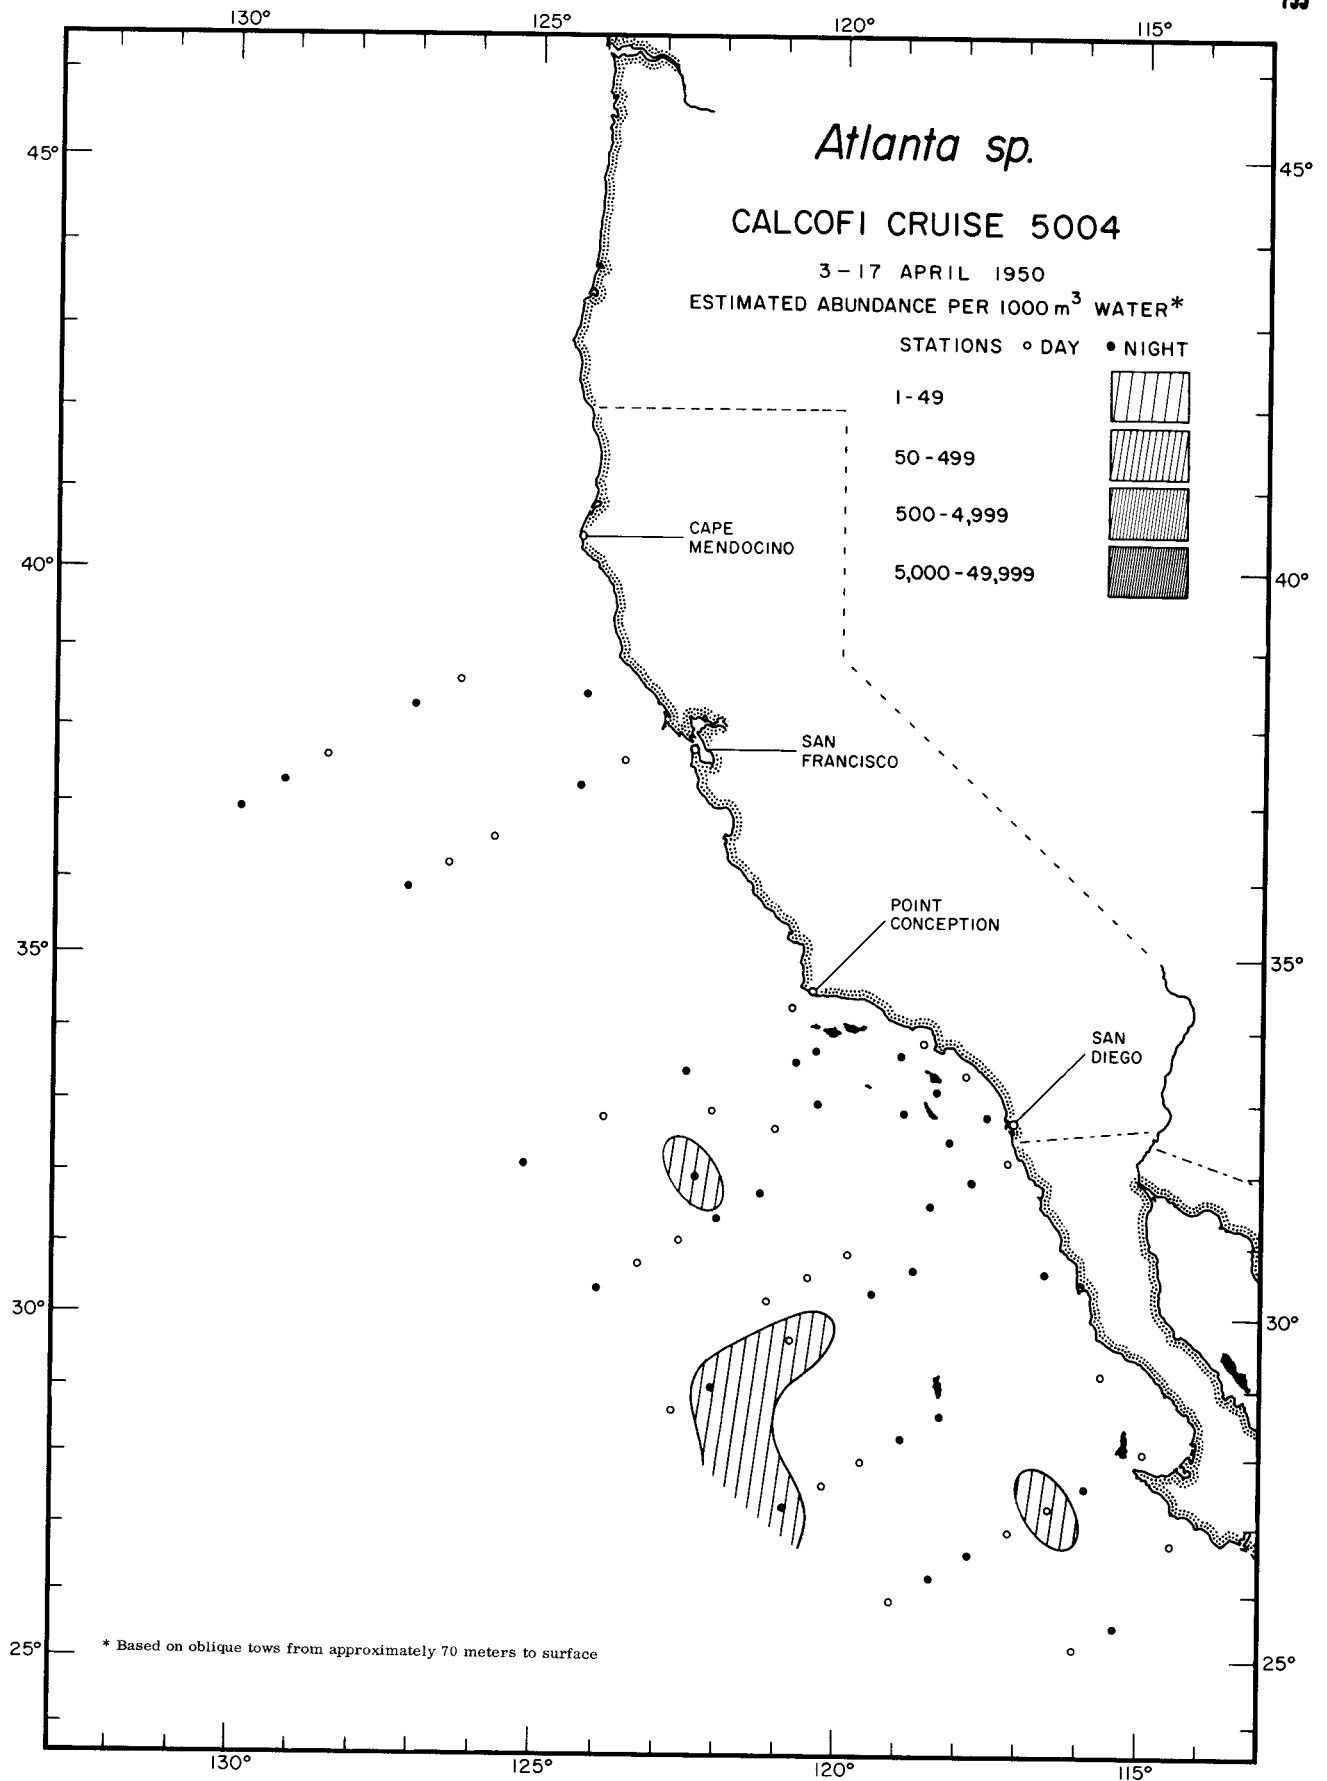 130° 125° 120° 115°
45° 45°
Atlanta sp.
CALCOFI CRUISE 5004
3-17 APRIL 1950
ESTIMATED ABUNDANCE PER 1000 m³ WATER*
STATIONS ○ DAY ● NIGHT
1-49
50-499
500-4,999
5,000-49,999
CAPE
MENDOCINO
40° 40°
SAN
FRANCISCO
POINT
CONCEPTION
35° 35°
SAN
DIEGO
30° 30°
25° 25°
* Based on oblique tows from approximately 70 meters to surface
130° 125° 120° 115°